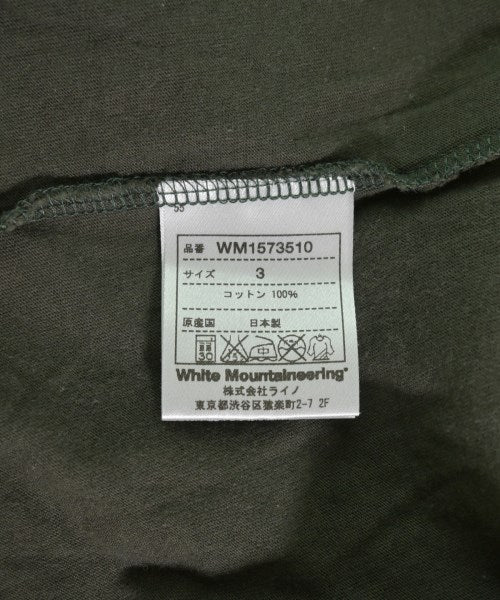 55
品番 WM1573510
サイズ 3
コットン 100%
原産国 日本製
White Mountaineering®
株式会社ライノ
東京都渋谷区猿楽町2-7 2F